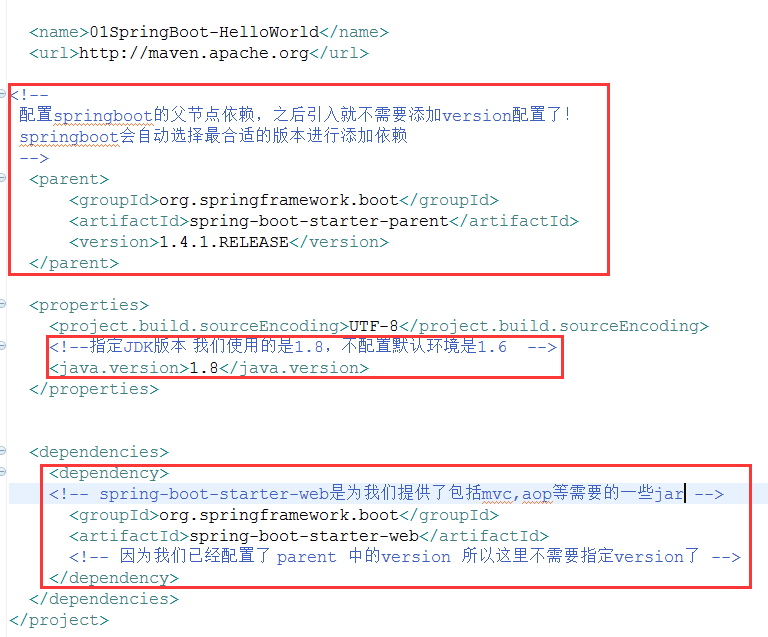 <name>01SpringBoot-HelloWorld</name>
<url>http://maven.apache.org</url>
<!--
配置springboot的父节点依赖，之后引入就不需要添加version配置了！
springboot会自动选择最合适的版本进行添加依赖
-->
<parent>
<groupId>org.springframework.boot</groupId>
<artifactId>spring-boot-starter-parent</artifactId>
<version>1.4.1.RELEASE</version>
</parent>
<properties>
<project.build.sourceEncoding>UTF-8</project.build.sourceEncoding>
<!--指定JDK版本 我们使用的是1.8，不配置默认环境是1.6  -->
<java.version>1.8</java.version>
</properties>
<dependencies>
<dependency>
<!-- spring-boot-starter-web是为我们提供了包括mvc,aop等需要的一些jar -->
<groupId>org.springframework.boot</groupId>
<artifactId>spring-boot-starter-web</artifactId>
<!-- 因为我们已经配置了 parent 中的version 所以这里不需要指定version了 -->
</dependency>
</dependencies>
</project>